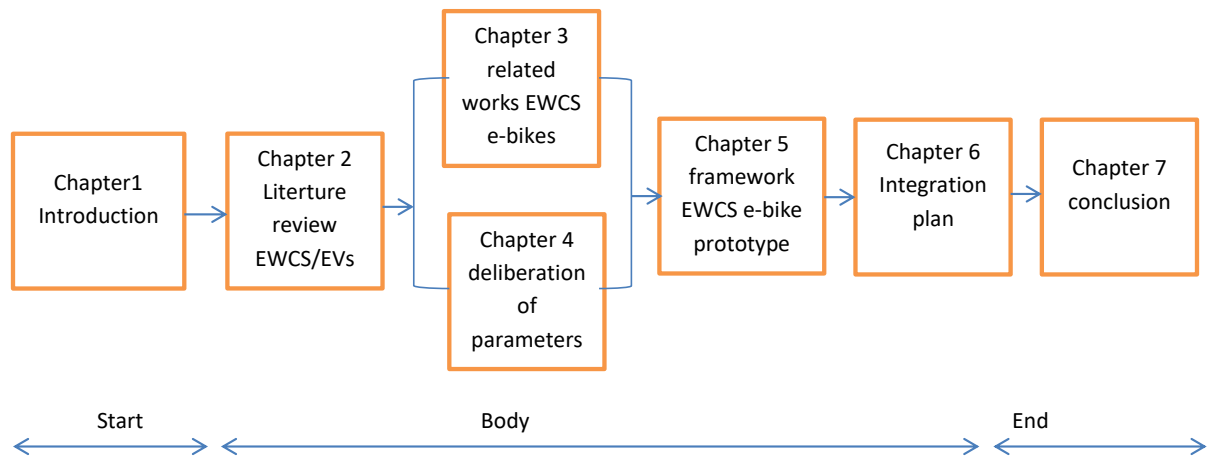 Chapter1
Introduction
Chapter 2
Literture
review
EWCS/EVs
Chapter 3
related
works EWCS
e-bikes
Chapter 4
deliberation
of
parameters
Chapter 5
framework
EWCS e-bike
prototype
Chapter 6
Integration
plan
Chapter 7
conclusion
Start
Body
End